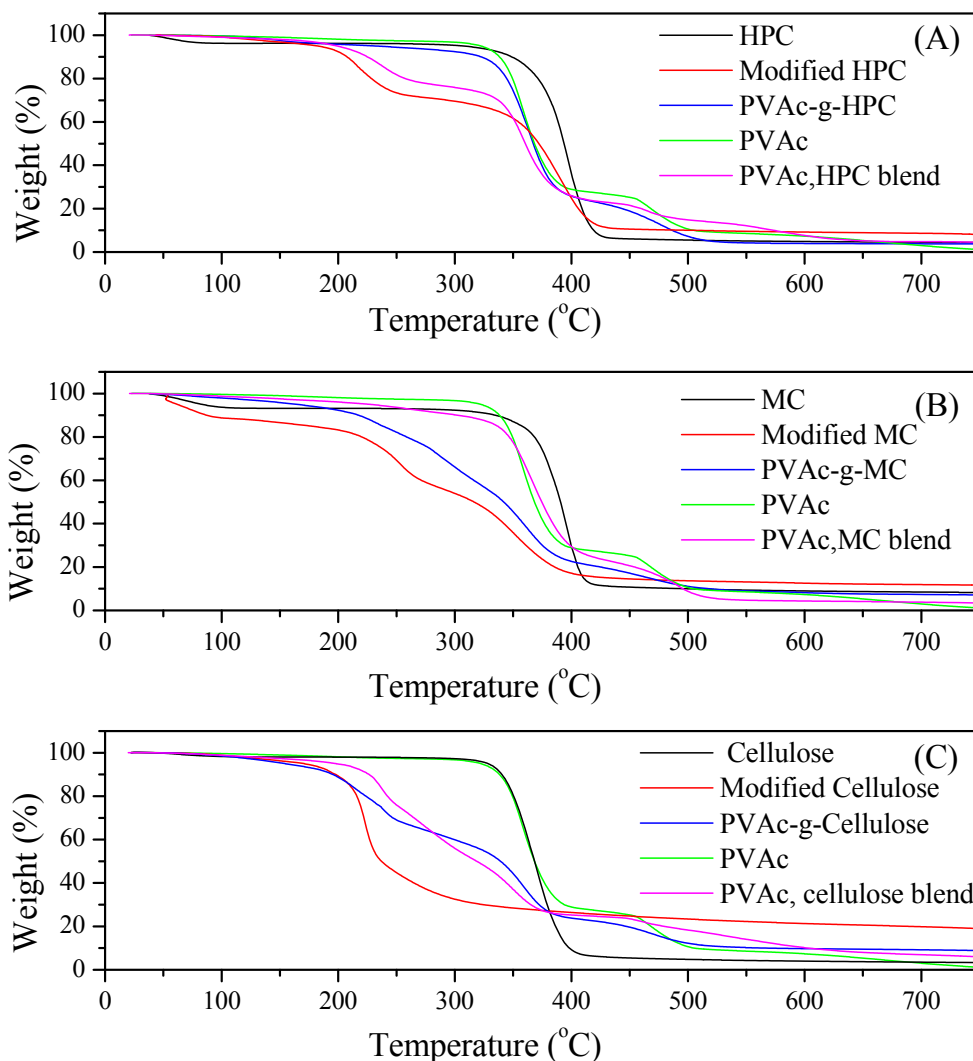 (A)
HPC
Modified HPC
PVAc-g-HPC
PVAc
PVAc,HPC blend
Weight (%)
100
80
60
40
20
0
0 100 200 300 400 500 600 700
Temperature (°C)
(B)
MC
Modified MC
PVAc-g-MC
PVAc
PVAc,MC blend
Weight (%)
100
80
60
40
20
0
0 100 200 300 400 500 600 700
Temperature (°C)
(C)
Cellulose
Modified Cellulose
PVAc-g-Cellulose
PVAc
PVAc, cellulose blend
Weight (%)
100
80
60
40
20
0
0 100 200 300 400 500 600 700
Temperature (°C)